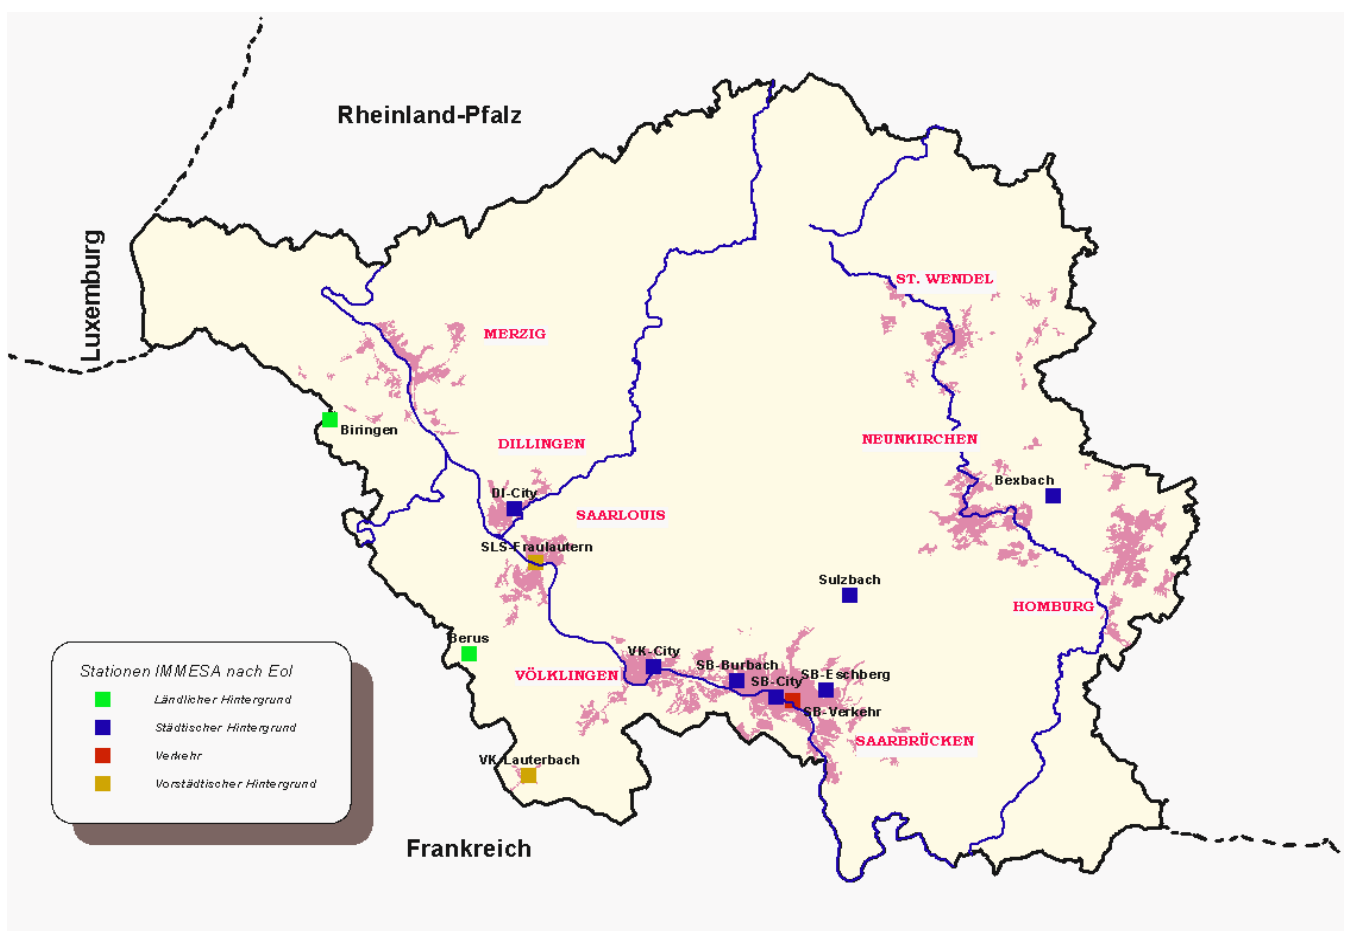 Rheinland-Pfalz
Luxemburg
ST. WENDEL
MERZIG
Biringen
DILLINGEN
NEUNKIRCHEN
Bexbach
DI-City
SAARLOUIS
SLS-Fraulautern
Sulzbach
HOMBURG
Berus
VK-City
VÖLKLINGEN
SB-Burbach
SB-Eschberg
SB-City
SB-Verkehr
SAARBRÜCKEN
VK-Lauterbach
Stationen IMMESA nach EoI
Ländlicher Hintergrund
Städtischer Hintergrund
Verkehr
Vorstädtischer Hintergrund
Frankreich